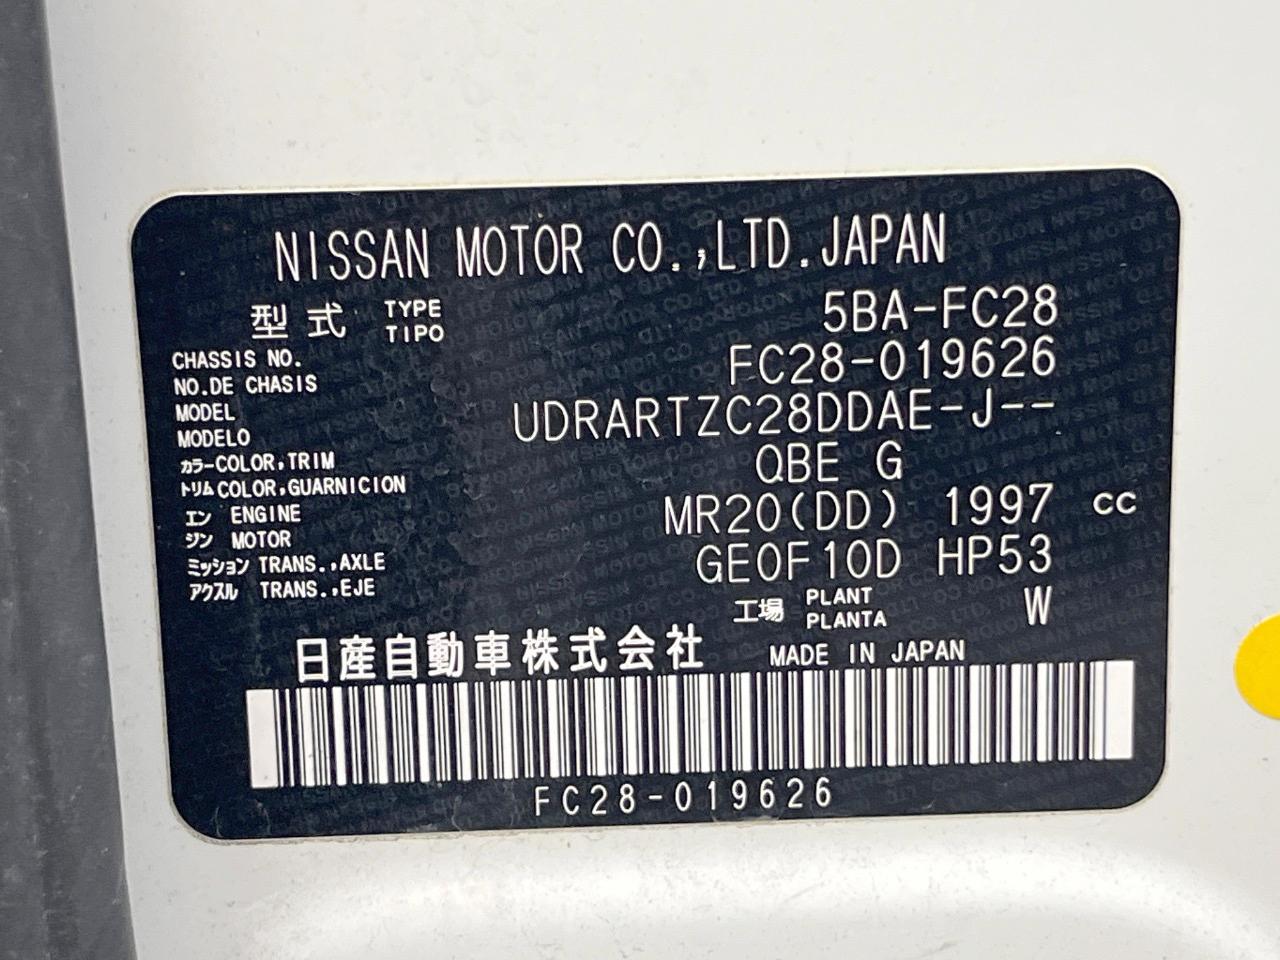 NISSAN MOTOR CO.,LTD.JAPAN
型式 TYPE TIPO 5BA-FC28
CHASSIS NO. NO.DE CHASIS FC28-019626
MODEL MODELO UDRARTZC28DDAE-J--
カラー-COLOR,TRIM トリム COLOR,GUARNICION QBE G
エンジン ENGINE MOTOR MR20(DD) 1997 cc
ミッション TRANS.,AXLE アクスル TRANS.,EJE GE0F10D HP53
工場 PLANT PLANTA W
日産自動車株式会社 MADE IN JAPAN
FC28-019626